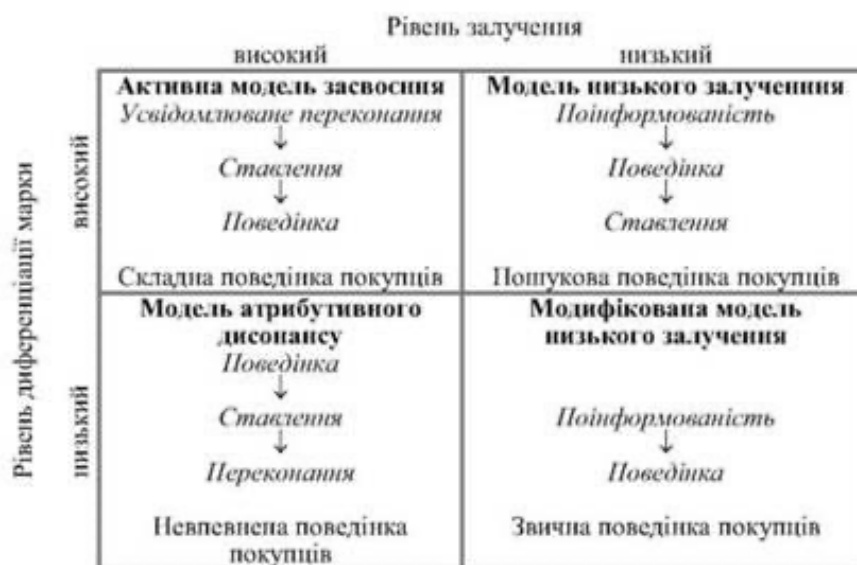 Рівень залучення
високий
низький
Рівень диференціації марки
високий
Активна модель засвоєння
Усвідомлюване переконання
↓
Ставлення
↓
Поведінка
Складна поведінка покупців
Модель низького залучення
Поінформованість
↓
Поведінка
↓
Ставлення
Пошукова поведінка покупців
низький
Модель атрибутивного
дисонансу
Поведінка
↓
Ставлення
↓
Переконання
Невпевнена поведінка
покупців
Модифікована модель
низького залучення
Поінформованість
↓
Поведінка
Звична поведінка покупців